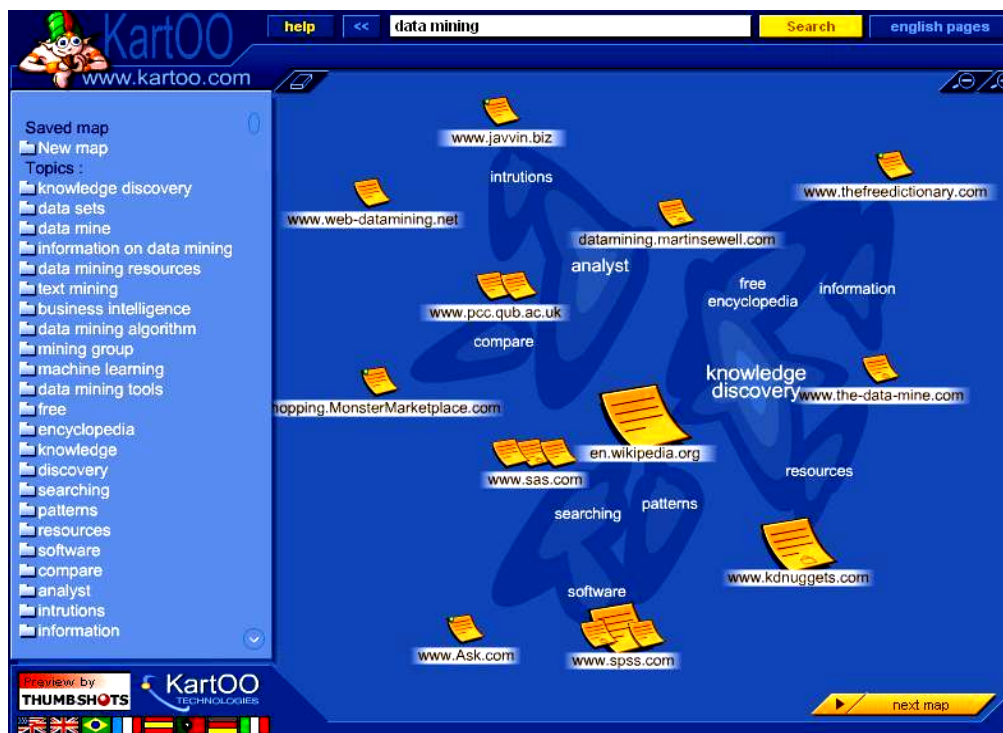 KartOO
www.kartoo.com
help
<<
data mining
Search
english pages
Saved map
New map
Topics :
knowledge discovery
data sets
data mine
information on data mining
data mining resources
text mining
business intelligence
data mining algorithm
mining group
machine learning
data mining tools
free
encyclopedia
knowledge
discovery
searching
patterns
resources
software
compare
analyst
intrutions
information
www.javvin.biz
intrutions
www.thefreedictionary.com
www.web-datamining.net
datamining.martinsewell.com
analyst
free
encyclopedia
information
www.pcc.qub.ac.uk
compare
knowledge
discovery
www.the-data-mine.com
hopping.MonsterMarketplace.com
en.wikipedia.org
www.sas.com
resources
patterns
searching
www.kdnuggets.com
software
www.Ask.com
www.spss.com
Preview by
THUMBSHOTS
KartOO
TECHNOLOGIES
next map